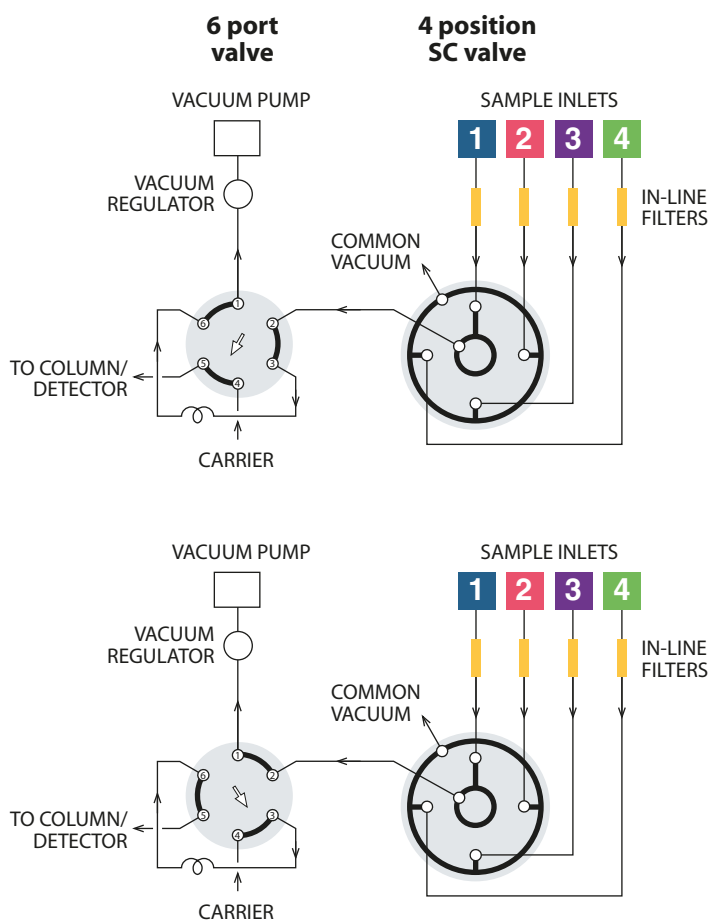 6 port
valve
4 position
SC valve
VACUUM PUMP
SAMPLE INLETS
1 2 3 4
VACUUM
REGULATOR
IN-LINE
FILTERS
COMMON
VACUUM
1
6 2
5 3
4
TO COLUMN/
DETECTOR
CARRIER
VACUUM PUMP
SAMPLE INLETS
1 2 3 4
VACUUM
REGULATOR
IN-LINE
FILTERS
COMMON
VACUUM
1
6 2
5 3
4
TO COLUMN/
DETECTOR
CARRIER